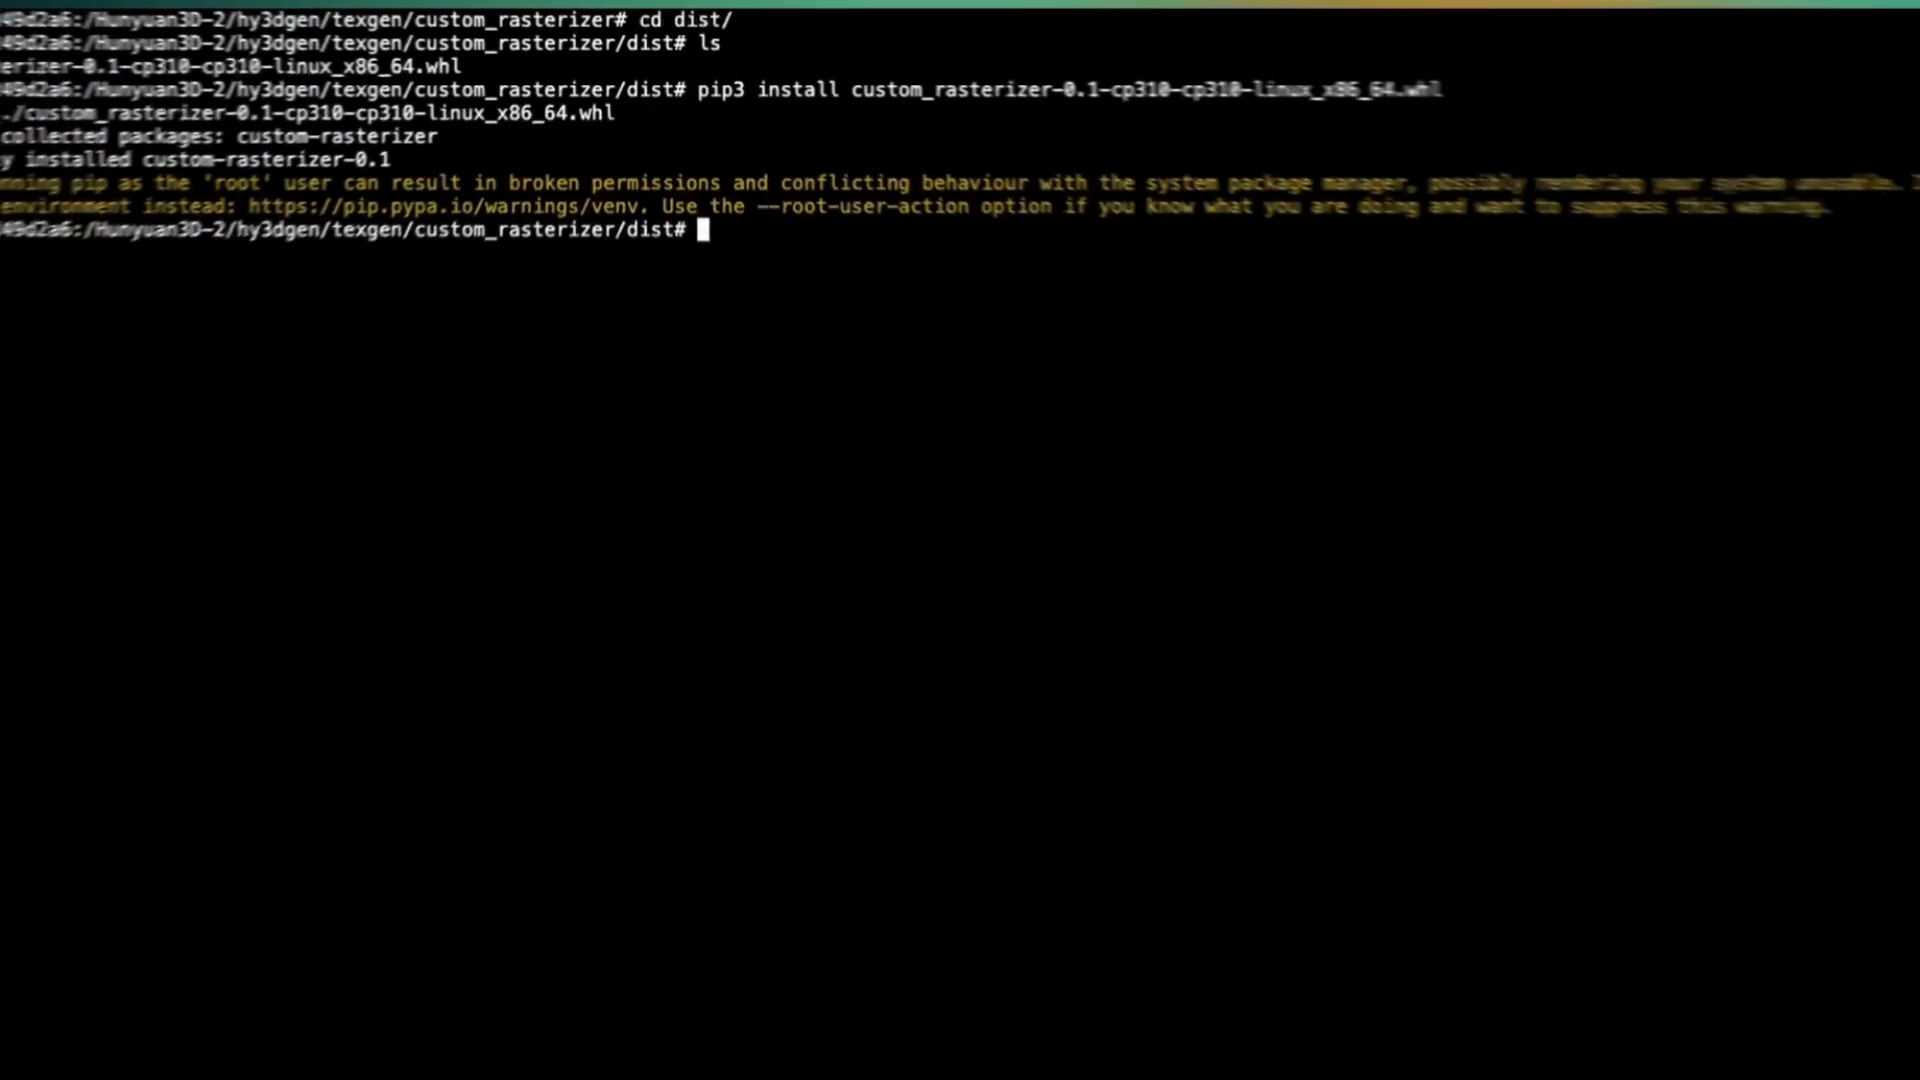 49d2a6:/Hunyuan3D-2/hy3dgen/texgen/custom_rasterizer# cd dist/
49d2a6:/Hunyuan3D-2/hy3dgen/texgen/custom_rasterizer/dist# ls
erizer-0.1-cp310-cp310-linux_x86_64.whl
49d2a6:/Hunyuan3D-2/hy3dgen/texgen/custom_rasterizer/dist# pip3 install custom_rasterizer-0.1-cp310-cp310-linux_x86_64.whl
./custom_rasterizer-0.1-cp310-cp310-linux_x86_64.whl
collected packages: custom-rasterizer
y installed custom-rasterizer-0.1
nning pip as the 'root' user can result in broken permissions and conflicting behaviour with the system package manager, possibly rendering your system unusable.
environment instead: https://pip.pypa.io/warnings/venv. Use the --root-user-action option if you know what you are doing and want to suppress this warning.
49d2a6:/Hunyuan3D-2/hy3dgen/texgen/custom_rasterizer/dist#